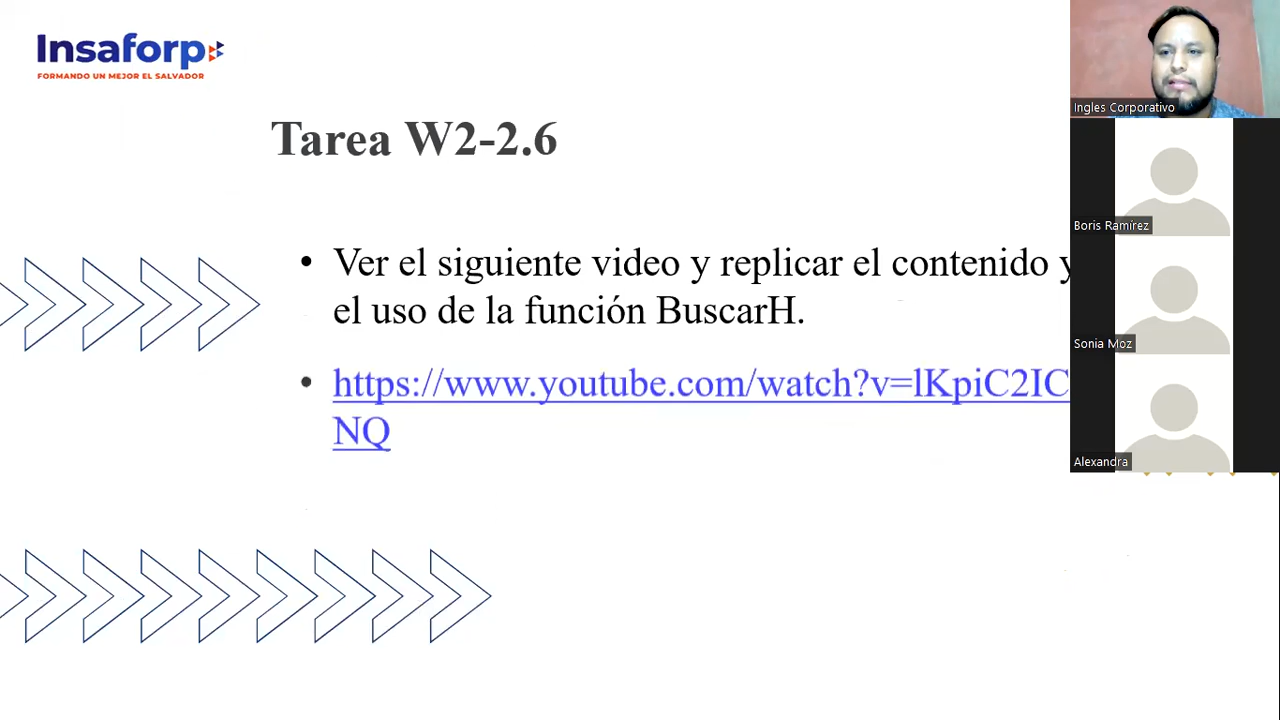 Insaforp
FORMANDO UN MEJOR EL SALVADOR
Tarea W2-2.6
• Ver el siguiente video y replicar el contenido y
el uso de la función BuscarH.
• https://www.youtube.com/watch?v=lKpiC2IC
NQ
Ingles Corporativo
Boris Ramírez
Sonia Moz
Alexandra